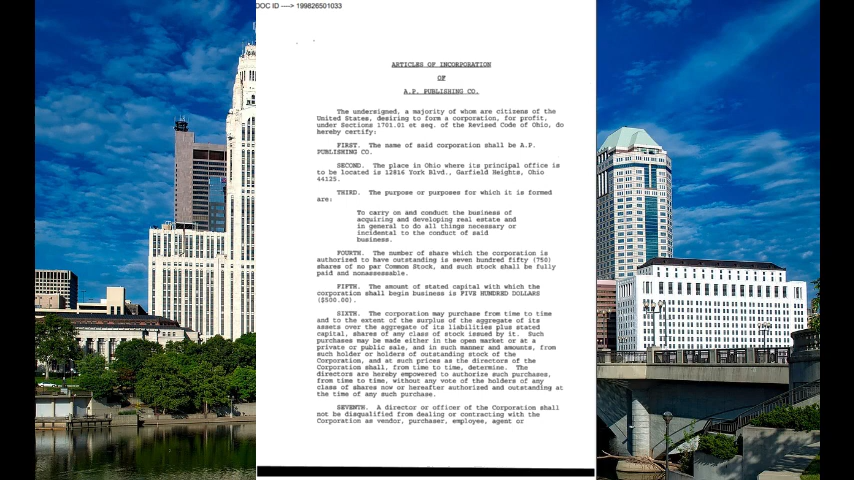 DOC ID ----> 199826501033
ARTICLES OF INCORPORATION
OF
A.P. PUBLISHING CO.
The undersigned, a majority of whom are citizens of the
United States, desiring to form a corporation, for profit,
under Sections 1701.01 et seq. of the Revised Code of Ohio, do
hereby certify:
FIRST. The name of said corporation shall be A.P.
PUBLISHING CO.
SECOND. The place in Ohio where its principal office is
to be located is 12816 York Blvd., Garfield Heights, Ohio
44125.
THIRD. The purpose or purposes for which it is formed
are:
To carry on and conduct the business of
acquiring and developing real estate and
in general to do all things necessary or
incidental to the conduct of said
business.
FOURTH. The number of share which the corporation is
authorized to have outstanding is seven hundred fifty (750)
shares of no par Common Stock, and such stock shall be fully
paid and nonassessable.
FIFTH. The amount of stated capital with which the
corporation shall begin business is FIVE HUNDRED DOLLARS
($500.00).
SIXTH. The corporation may purchase from time to time
and to the extent of the surplus of the aggregate of its
assets over the aggregate of its liabilities plus stated
capital, shares of any class of stock issued by it. Such
purchases may be made either in the open market or at a
private or public sale, and in such manner and amounts, from
such holder or holders of outstanding stock of the
Corporation, and at such prices as the directors of the
Corporation shall, from time to time, determine. The
directors are hereby empowered to authorize such purchases,
from time to time, without any vote of the holders of any
class of shares now or hereafter authorized and outstanding at
the time of any such purchase.
SEVENTH. A director or officer of the Corporation shall
not be disqualified from dealing or contracting with the
Corporation as vendor, purchaser, employee, agent or